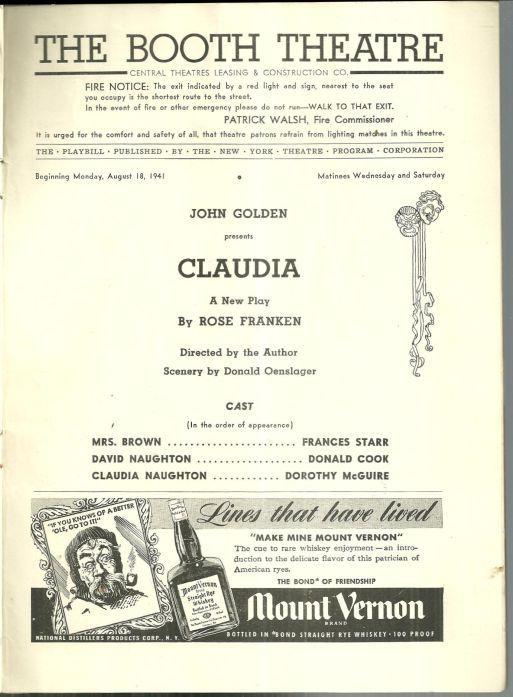 THE BOOTH THEATRE
CENTRAL THEATRES LEASING & CONSTRUCTION CO.
FIRE NOTICE: The exit indicated by a red light and sign, nearest to the seat
you occupy is the shortest route to the street.
In the event of fire or other emergency please do not run—WALK TO THAT EXIT.
PATRICK WALSH, Fire Commissioner
It is urged for the comfort and safety of all, that theatre patrons refrain from lighting matches in this theatre.
THE · PLAYBILL · PUBLISHED · BY · THE · NEW · YORK · THEATRE · PROGRAM · CORPORATION
Beginning Monday, August 18, 1941 • Matinees Wednesday and Saturday
JOHN GOLDEN
presents
CLAUDIA
A New Play
By ROSE FRANKEN
Directed by the Author
Scenery by Donald Oenslager
CAST
(In the order of appearance)
MRS. BROWN ...................... FRANCES STARR
DAVID NAUGHTON .................. DONALD COOK
CLAUDIA NAUGHTON ............ DOROTHY McGUIRE
"IF YOU KNOWS OF A BETTER
'OLE, GO TO IT"
Lines that have lived
"MAKE MINE MOUNT VERNON"
The cue to rare whiskey enjoyment—an intro-
duction to the delicate flavor of this patrician of
American ryes.
THE BOND* OF FRIENDSHIP
Mount Vernon
Straight Rye
Whiskey
Mount Vernon
BRAND
NATIONAL DISTILLERS PRODUCTS CORP., N. Y.
BOTTLED IN *BOND STRAIGHT RYE WHISKEY · 100 PROOF